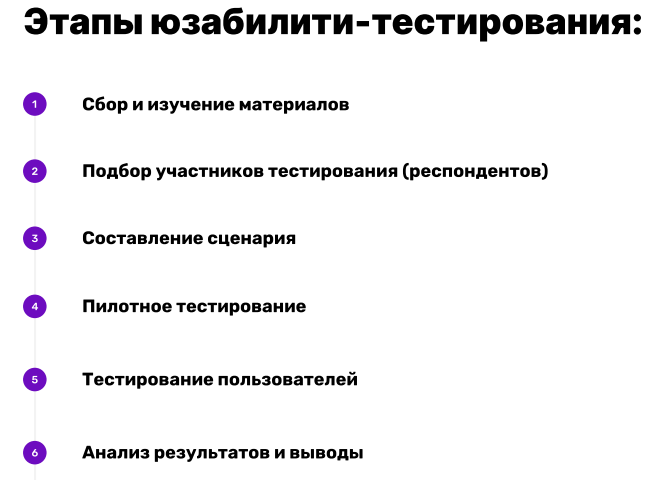 Этапы юзабилити-тестирования:
1 Сбор и изучение материалов
2 Подбор участников тестирования (респондентов)
3 Составление сценария
4 Пилотное тестирование
5 Тестирование пользователей
6 Анализ результатов и выводы